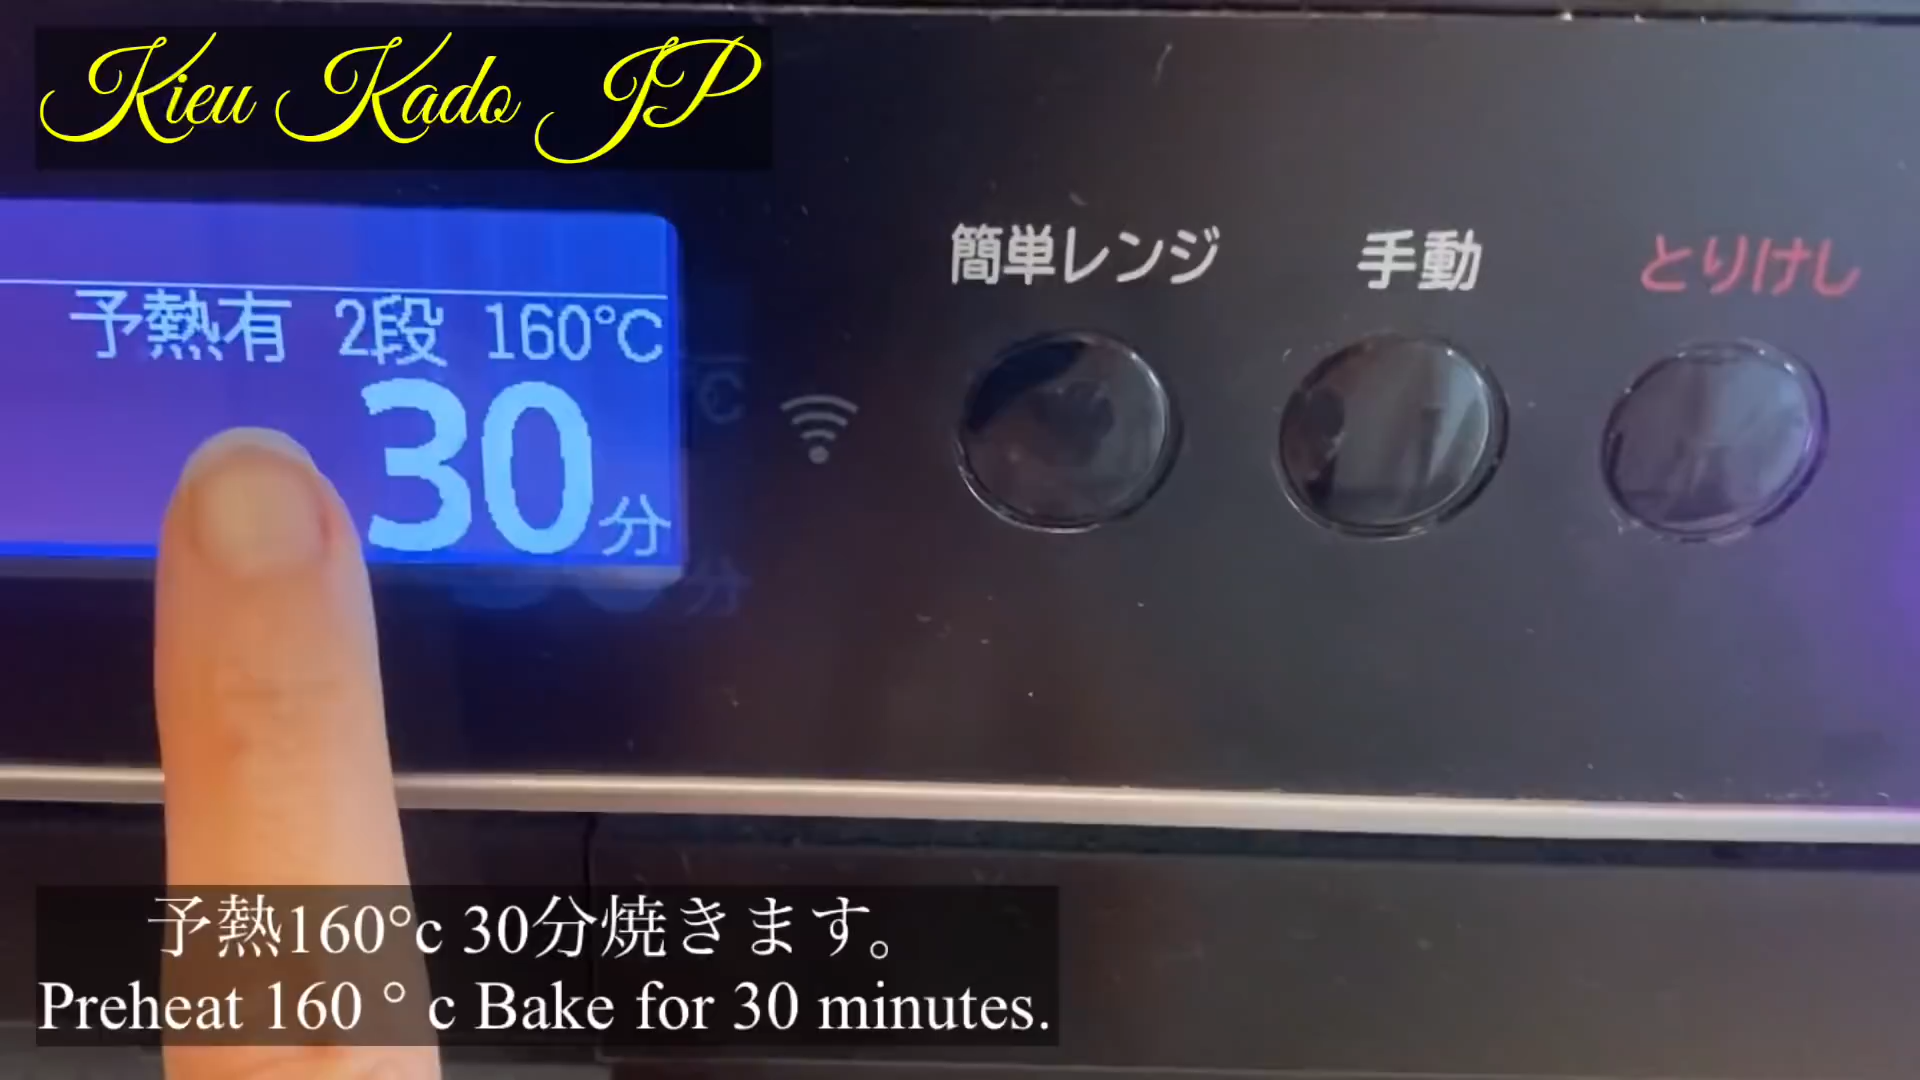 Kieu Kado JP
簡単レンジ 手動 とりけし
予熱有 2段 160°C
30分
予熱160°c 30分焼きます。
Preheat 160 ° c Bake for 30 minutes.